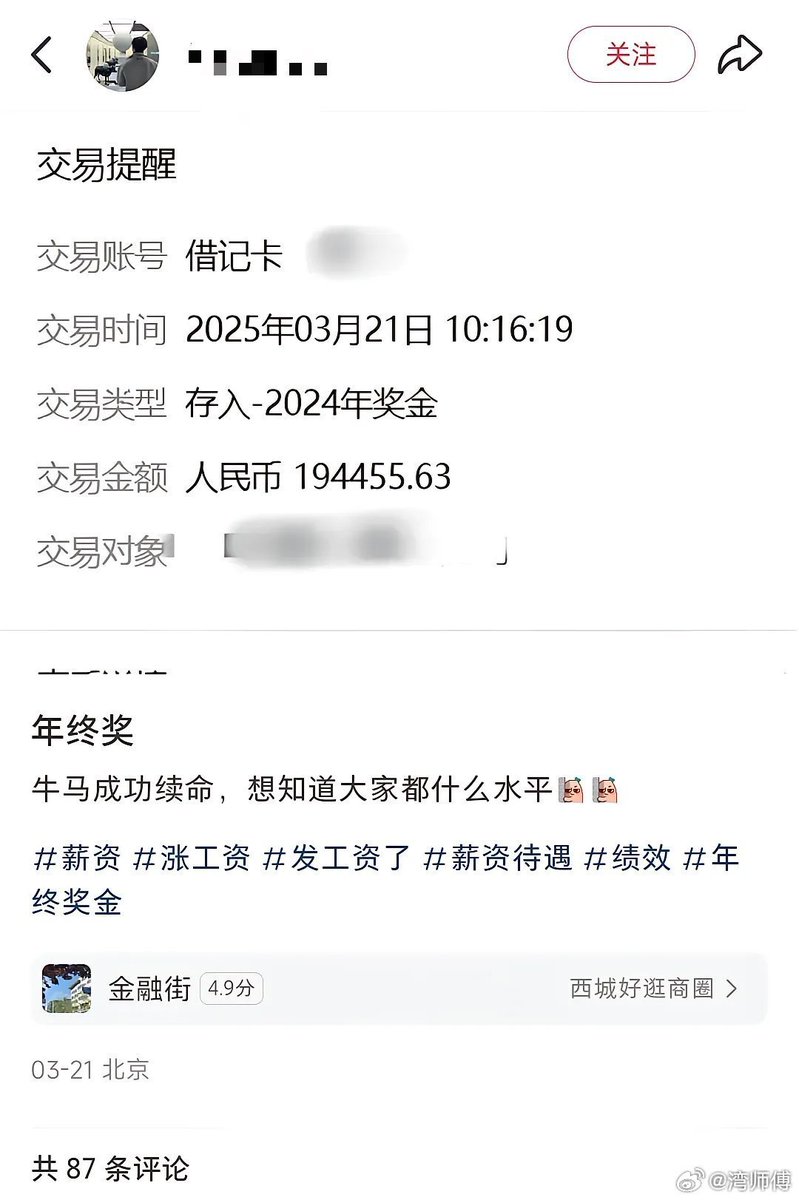 关注
交易提醒
交易账号 借记卡
交易时间 2025年03月21日 10:16:19
交易类型 存入-2024年奖金
交易金额 人民币 194455.63
交易对象
年终奖
牛马成功续命，想知道大家都什么水平
#薪资 #涨工资 #发工资了 #薪资待遇 #绩效 #年
终奖金
金融街 4.9分 西城好逛商圈
03-21 北京
共 87 条评论
@湾师傅